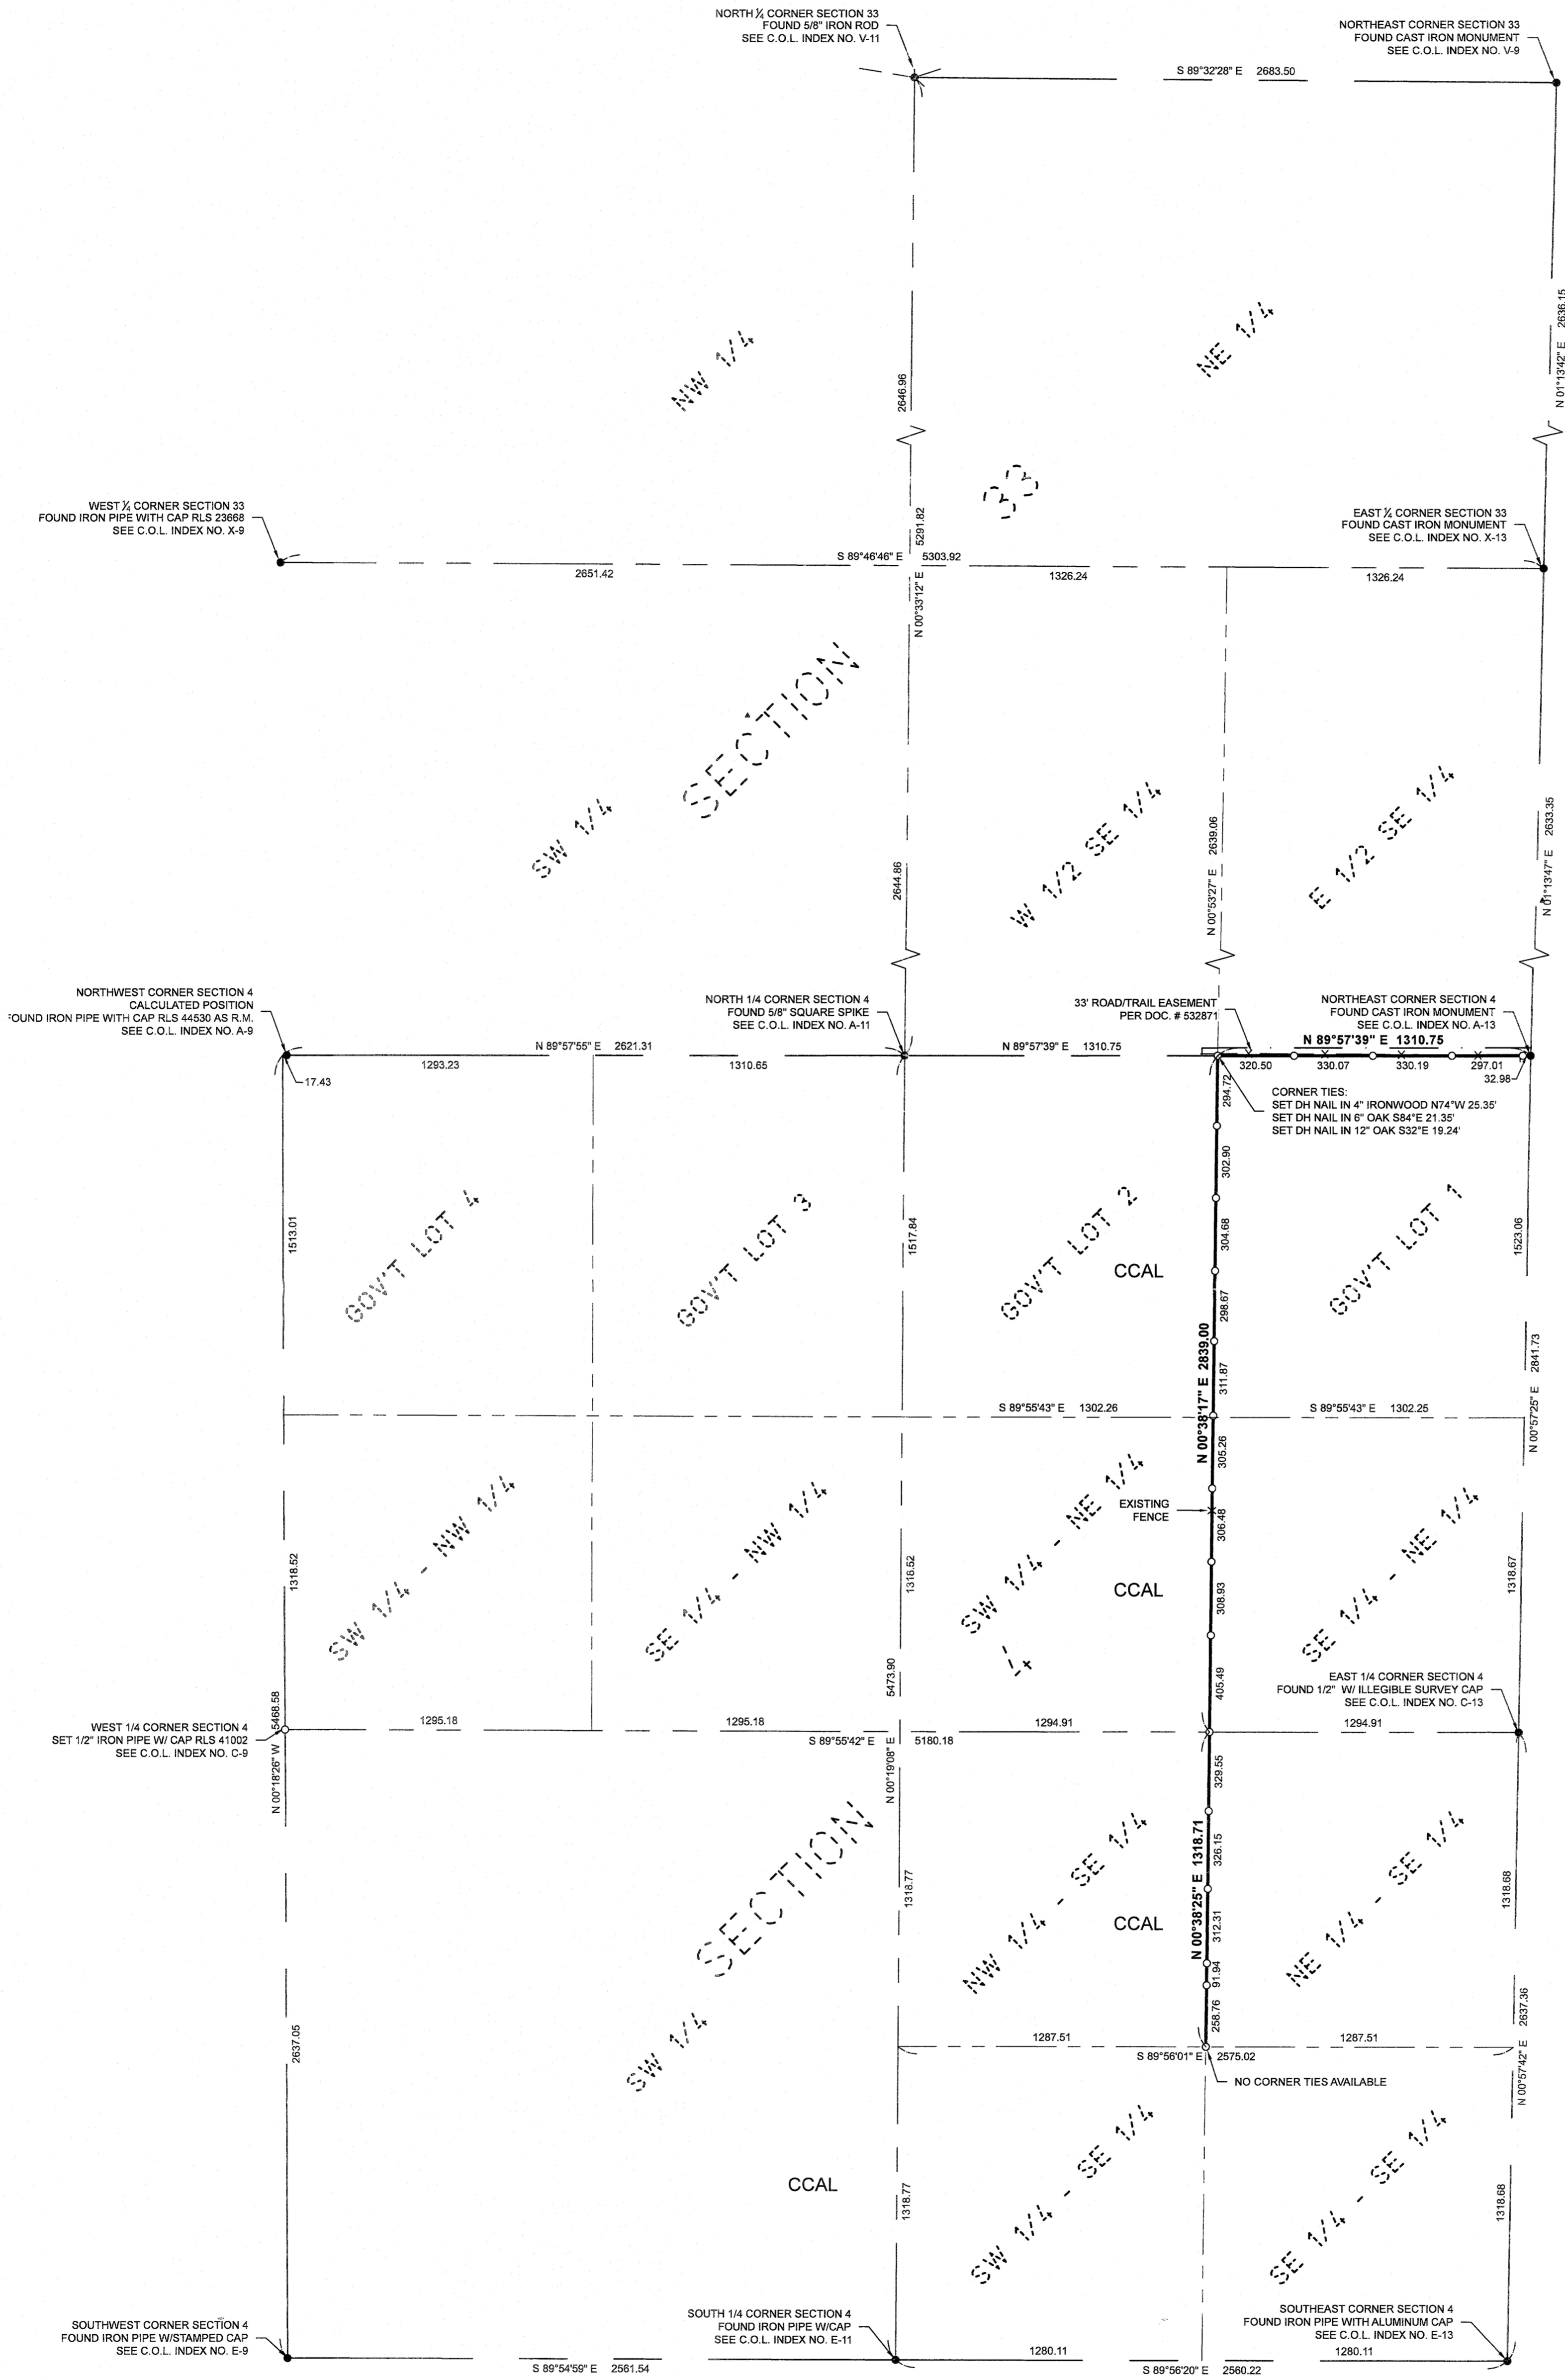 NORTH ¼ CORNER SECTION 33
FOUND 5/8" IRON ROD
SEE C.O.L. INDEX NO. V-11
NORTHEAST CORNER SECTION 33
FOUND CAST IRON MONUMENT
SEE C.O.L. INDEX NO. V-9
S 89°32'28" E 2683.50
N 01°13'42" E 2636.15
NW 1/4
NE 1/4
2646.96
33
WEST ¼ CORNER SECTION 33
FOUND IRON PIPE WITH CAP RLS 23668
SEE C.O.L. INDEX NO. X-9
EAST ¼ CORNER SECTION 33
FOUND CAST IRON MONUMENT
SEE C.O.L. INDEX NO. X-13
5291.82
S 89°46'46" E 5303.92
2651.42
1326.24
1326.24
N 00°33'12" E
SECTION
SW 1/4
W 1/2 SE 1/4
E 1/2 SE 1/4
2644.86
N 00°53'27" E 2639.06
N 01°13'47" E 2633.35
NORTHWEST CORNER SECTION 4
CALCULATED POSITION
FOUND IRON PIPE WITH CAP RLS 44530 AS R.M.
SEE C.O.L. INDEX NO. A-9
NORTH 1/4 CORNER SECTION 4
FOUND 5/8" SQUARE SPIKE
SEE C.O.L. INDEX NO. A-11
33' ROAD/TRAIL EASEMENT
PER DOC. # 532871
NORTHEAST CORNER SECTION 4
FOUND CAST IRON MONUMENT
SEE C.O.L. INDEX NO. A-13
N 89°57'55" E 2621.31
N 89°57'39" E 1310.75
N 89°57'39" E 1310.75
1293.23
1310.65
320.50
330.07
330.19
297.01
32.98
17.43
CORNER TIES:
SET DH NAIL IN 4" IRONWOOD N74°W 25.35'
SET DH NAIL IN 6" OAK S84°E 21.35'
SET DH NAIL IN 12" OAK S32°E 19.24'
294.72
302.90
304.68
298.67
311.87
1513.01
1517.84
1523.06
GOV'T LOT 4
GOV'T LOT 3
GOV'T LOT 2
GOV'T LOT 1
CCAL
N 00°38'17" E 2839.00
N 00°57'25" E 2841.73
S 89°55'43" E 1302.26
S 89°55'43" E 1302.25
305.26
306.48
308.93
405.49
EXISTING
FENCE
SW 1/4 - NW 1/4
SE 1/4 - NW 1/4
SW 1/4 - NE 1/4
SE 1/4 - NE 1/4
CCAL
4
1318.52
1318.52
1318.67
EAST 1/4 CORNER SECTION 4
FOUND 1/2" W/ ILLEGIBLE SURVEY CAP
SEE C.O.L. INDEX NO. C-13
WEST 1/4 CORNER SECTION 4
SET 1/2" IRON PIPE W/ CAP RLS 41002
SEE C.O.L. INDEX NO. C-9
N 00°18'26" W 5468.58
N 00°19'08" E 5473.90
1295.18
1295.18
1294.91
1294.91
S 89°55'42" E 5180.18
329.55
326.15
312.31
91.94
258.76
N 00°38'25" E 1318.71
SECTION
SW 1/4
NW 1/4 - SE 1/4
NE 1/4 - SE 1/4
CCAL
1318.77
1318.68
2637.05
N 00°57'42" E 2637.36
1287.51
1287.51
S 89°56'01" E 2575.02
NO CORNER TIES AVAILABLE
CCAL
SW 1/4 - SE 1/4
SE 1/4 - SE 1/4
1318.77
1318.68
SOUTHWEST CORNER SECTION 4
FOUND IRON PIPE W/STAMPED CAP
SEE C.O.L. INDEX NO. E-9
SOUTH 1/4 CORNER SECTION 4
FOUND IRON PIPE W/CAP
SEE C.O.L. INDEX NO. E-11
SOUTHEAST CORNER SECTION 4
FOUND IRON PIPE WITH ALUMINUM CAP
SEE C.O.L. INDEX NO. E-13
S 89°54'59" E 2561.54
1280.11
1280.11
S 89°56'20" E 2560.22